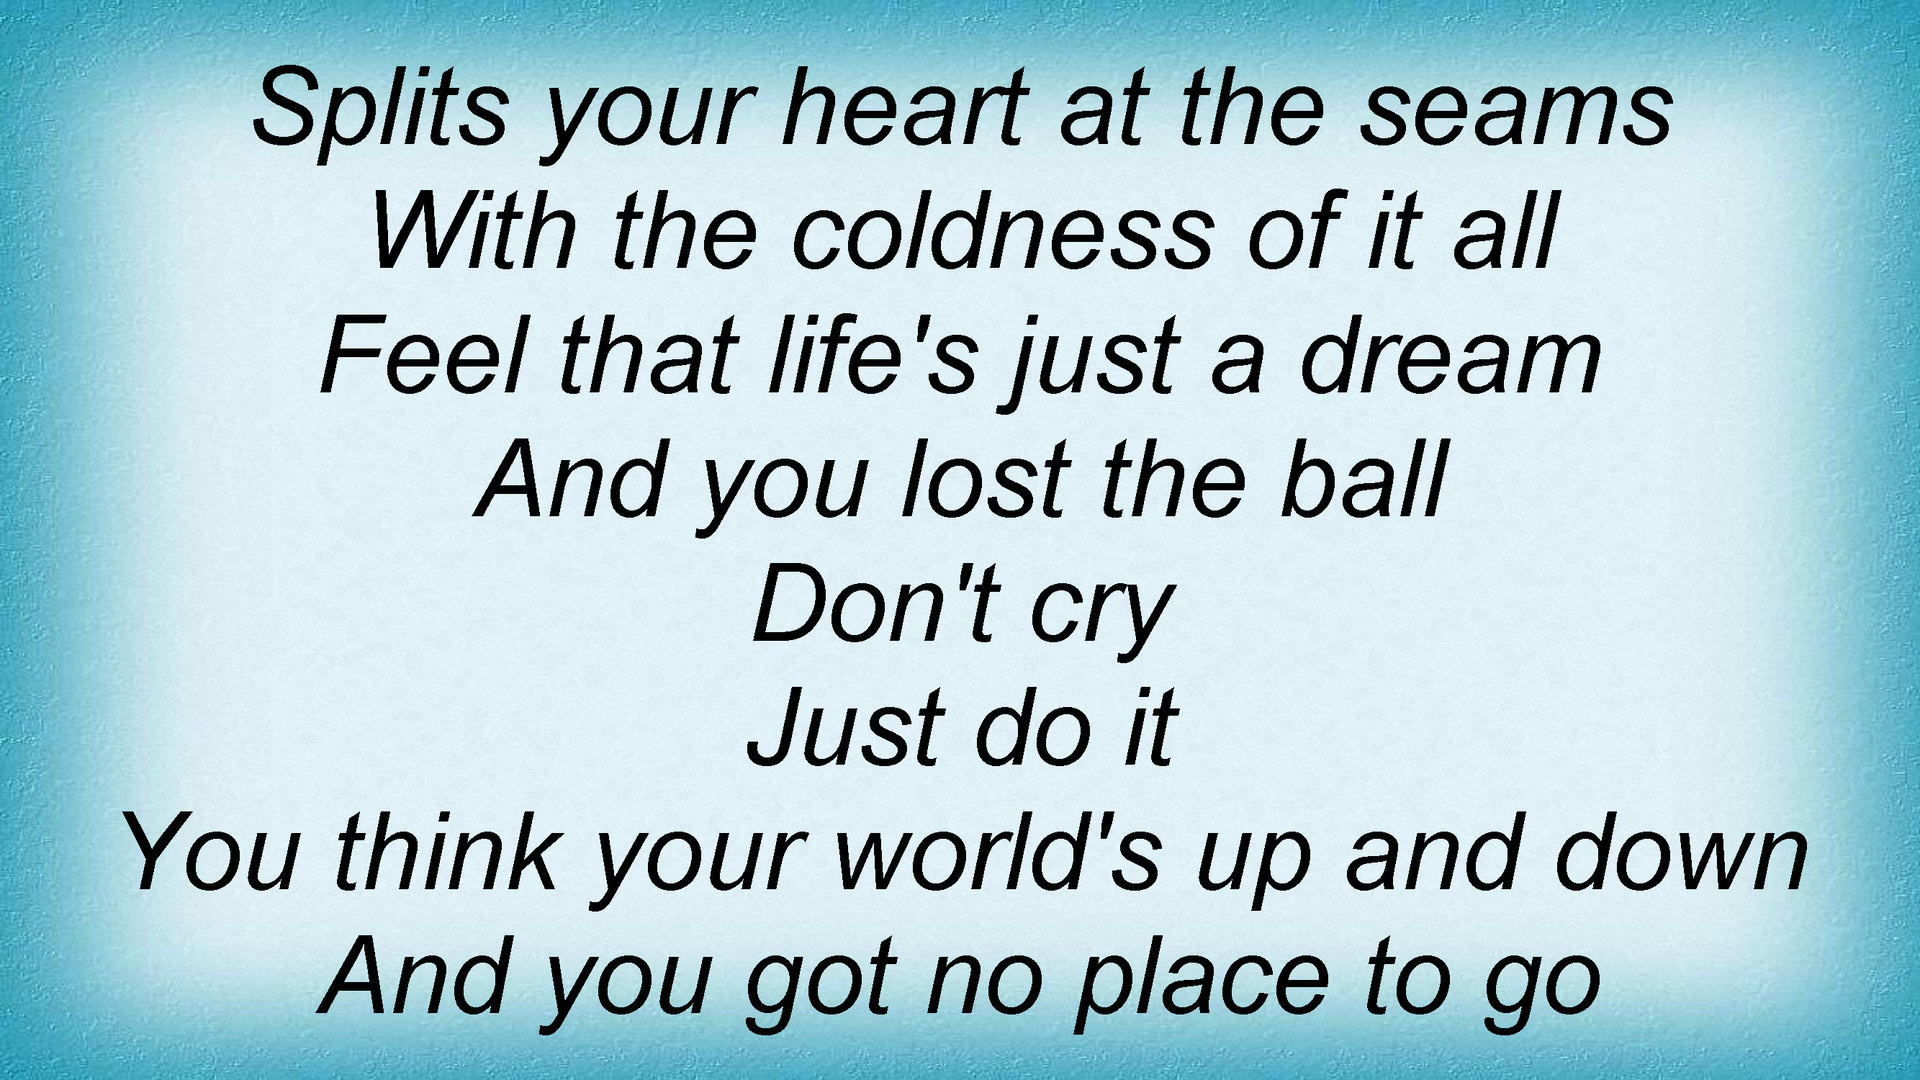 Splits your heart at the seams
With the coldness of it all
Feel that life's just a dream
And you lost the ball
Don't cry
Just do it
You think your world's up and down
And you got no place to go